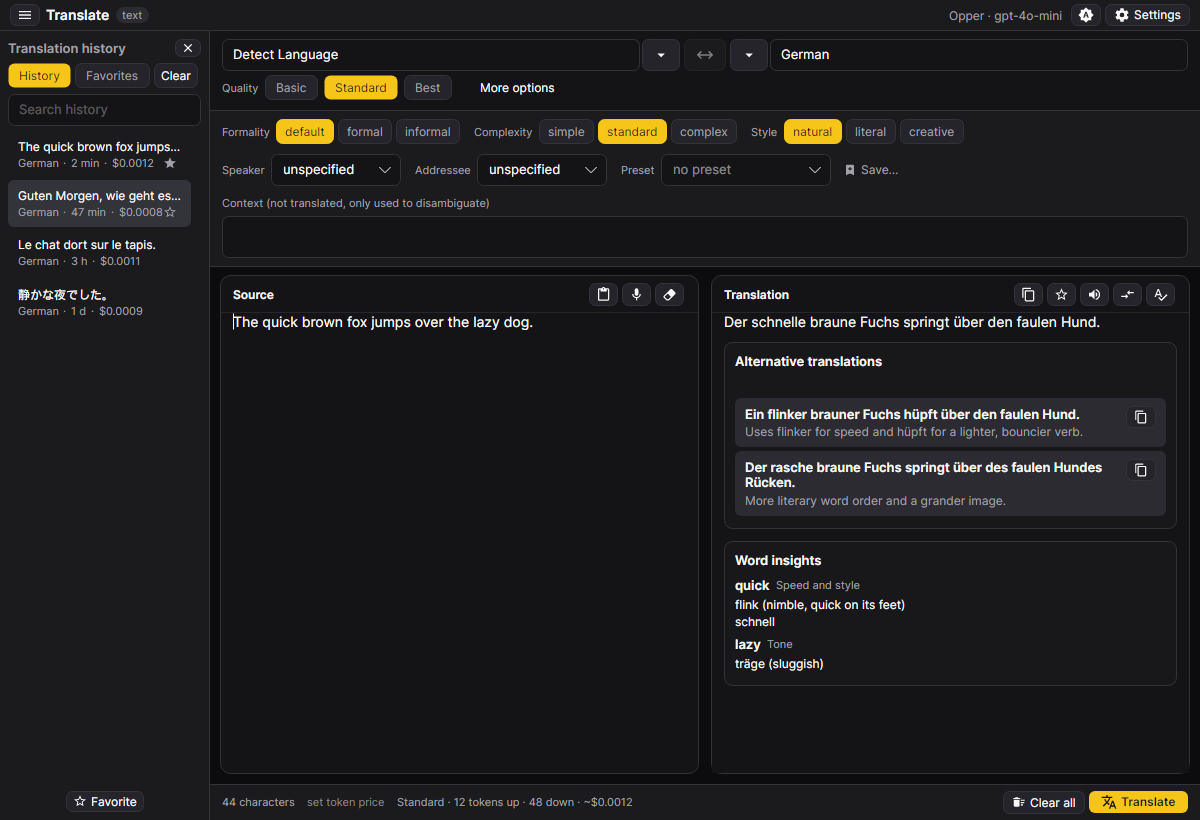 Translate text
Opper · gpt-4o-mini
Settings
Translation history
History Favorites Clear
Search history
The quick brown fox jumps...
German · 2 min · $0.0012
Guten Morgen, wie geht es...
German · 47 min · $0.0008
Le chat dort sur le tapis.
German · 3 h · $0.0011
静かな夜でした。
German · 1 d · $0.0009
Favorite
Detect Language
German
Quality Basic Standard Best More options
Formality default formal informal Complexity simple standard complex Style natural literal creative
Speaker unspecified Addressee unspecified Preset no preset Save...
Context (not translated, only used to disambiguate)
Source
The quick brown fox jumps over the lazy dog.
Translation
Der schnelle braune Fuchs springt über den faulen Hund.
Alternative translations
Ein flinker brauner Fuchs hüpft über den faulen Hund.
Uses flinker for speed and hüpft for a lighter, bouncier verb.
Der rasche braune Fuchs springt über des faulen Hundes
Rücken.
More literary word order and a grander image.
Word insights
quick Speed and style
flink (nimble, quick on its feet)
schnell
lazy Tone
träge (sluggish)
44 characters set token price Standard · 12 tokens up · 48 down · ~$0.0012
Clear all
Translate